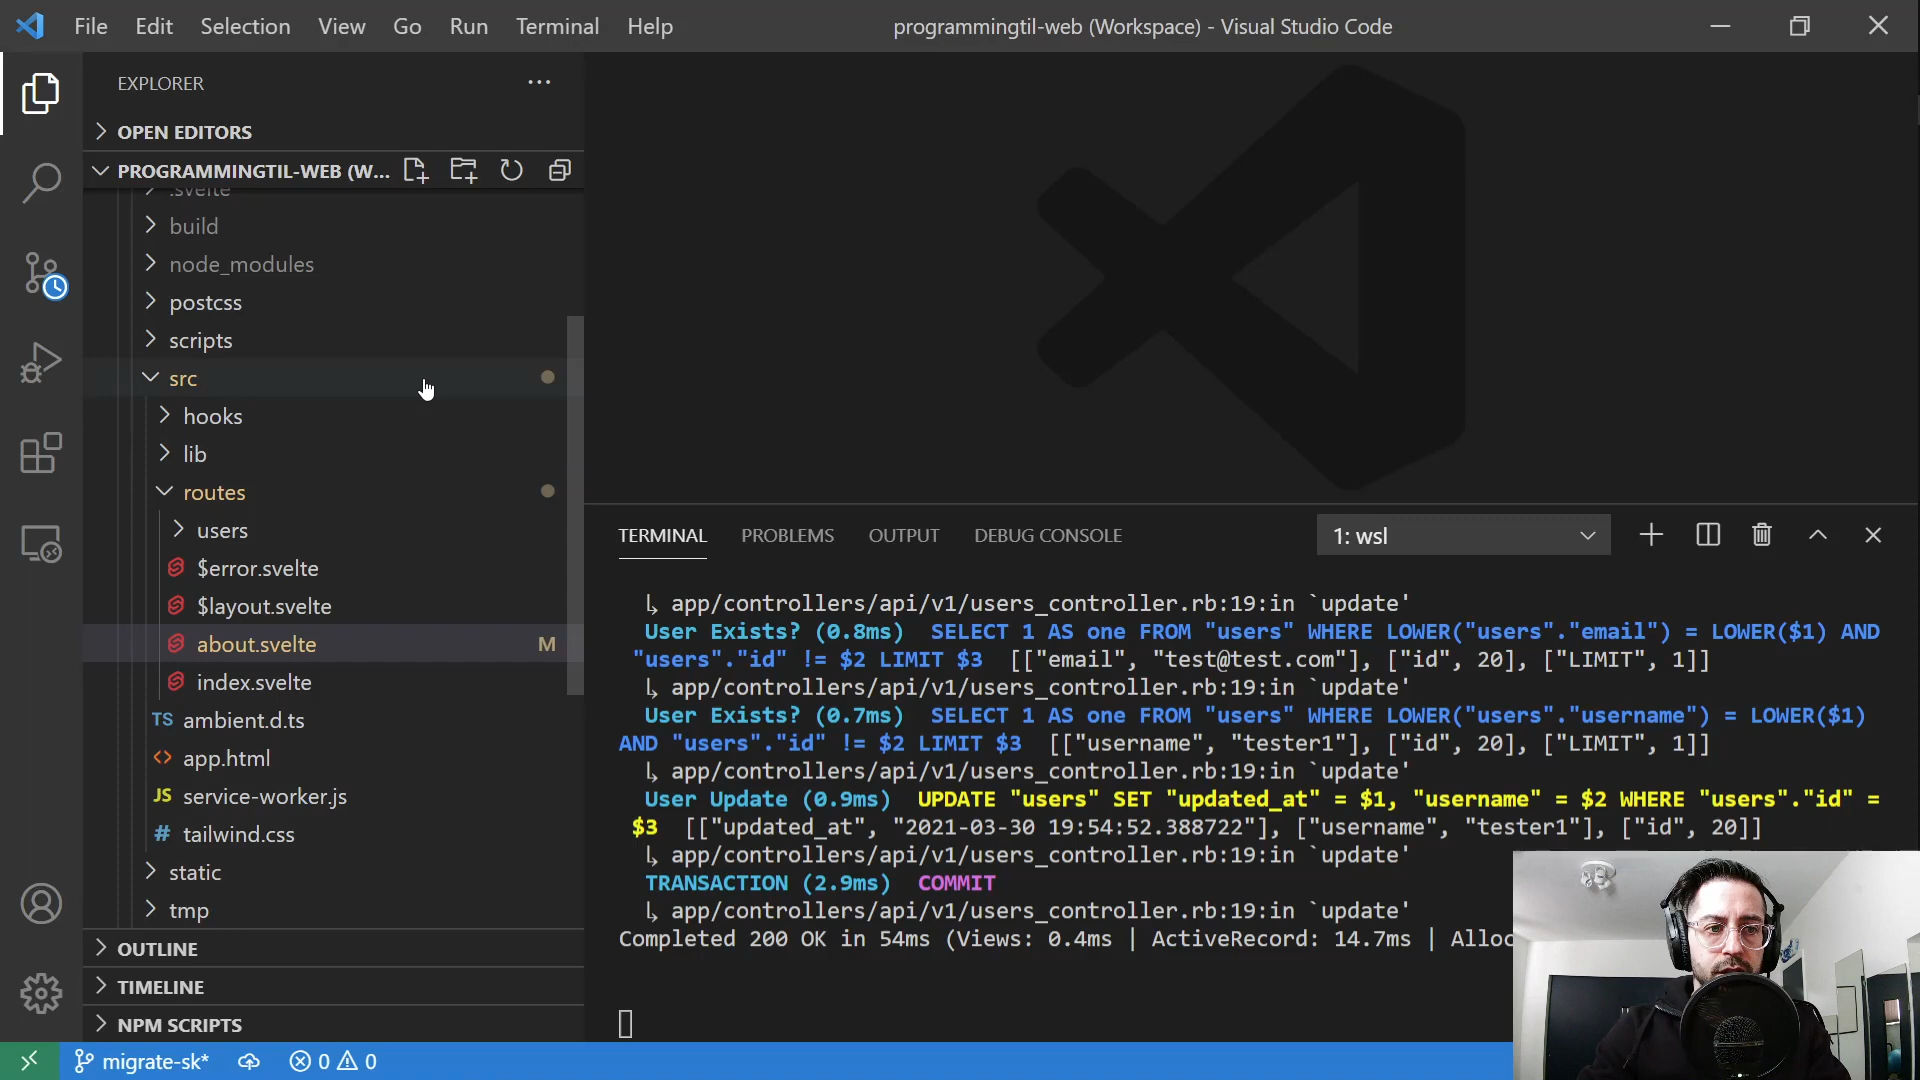 File Edit Selection View Go Run Terminal Help
programmingtil-web (Workspace) - Visual Studio Code
EXPLORER
OPEN EDITORS
PROGRAMMINGTIL-WEB (W...
.svelte
build
node_modules
postcss
scripts
src
hooks
lib
routes
users
$error.svelte
$layout.svelte
about.svelte M
index.svelte
TS ambient.d.ts
<> app.html
JS service-worker.js
# tailwind.css
static
tmp
OUTLINE
TIMELINE
NPM SCRIPTS
TERMINAL PROBLEMS OUTPUT DEBUG CONSOLE 1: wsl
↳ app/controllers/api/v1/users_controller.rb:19:in `update'
User Exists? (0.8ms) SELECT 1 AS one FROM "users" WHERE LOWER("users"."email") = LOWER($1) AND
"users"."id" != $2 LIMIT $3 [["email", "test@test.com"], ["id", 20], ["LIMIT", 1]]
↳ app/controllers/api/v1/users_controller.rb:19:in `update'
User Exists? (0.7ms) SELECT 1 AS one FROM "users" WHERE LOWER("users"."username") = LOWER($1)
AND "users"."id" != $2 LIMIT $3 [["username", "tester1"], ["id", 20], ["LIMIT", 1]]
↳ app/controllers/api/v1/users_controller.rb:19:in `update'
User Update (0.9ms) UPDATE "users" SET "updated_at" = $1, "username" = $2 WHERE "users"."id" =
$3 [["updated_at", "2021-03-30 19:54:52.388722"], ["username", "tester1"], ["id", 20]]
↳ app/controllers/api/v1/users_controller.rb:19:in `update'
TRANSACTION (2.9ms) COMMIT
↳ app/controllers/api/v1/users_controller.rb:19:in `update'
Completed 200 OK in 54ms (Views: 0.4ms | ActiveRecord: 14.7ms | Alloc
migrate-sk* 0 0